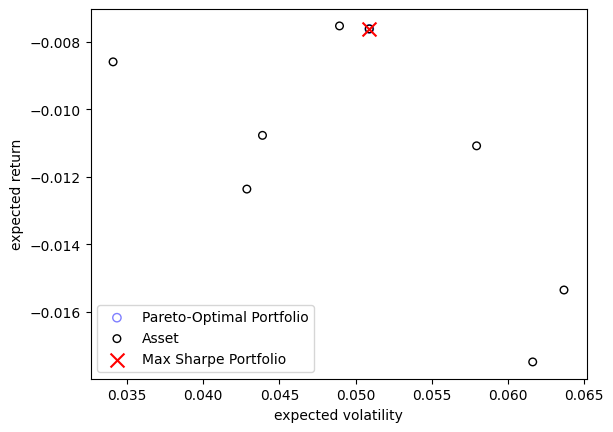 −0.008
−0.010
−0.012
−0.014
−0.016
expected return
Pareto-Optimal Portfolio
Asset
Max Sharpe Portfolio
0.035 0.040 0.045 0.050 0.055 0.060 0.065
expected volatility